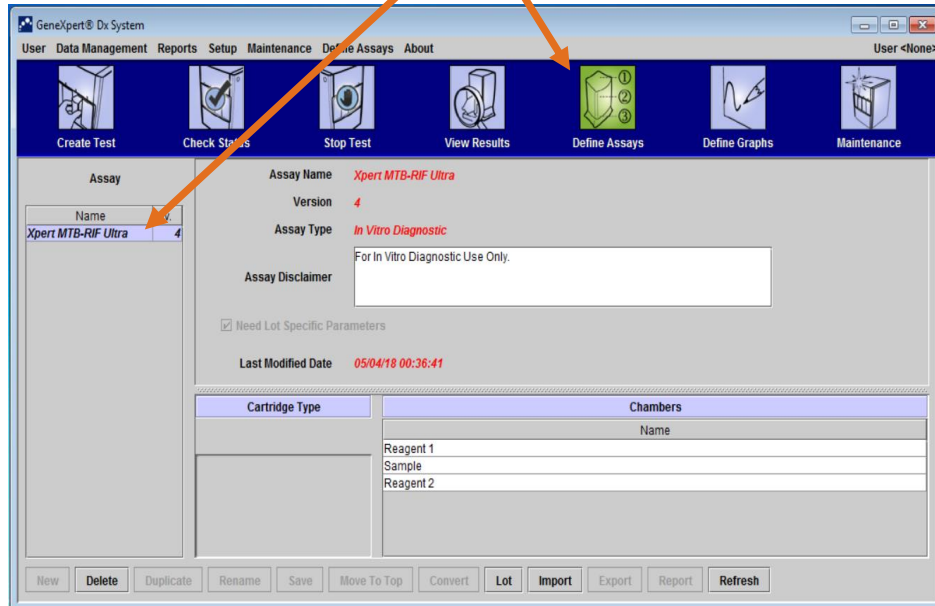 GeneXpert® Dx System
User Data Management Reports Setup Maintenance Define Assays About User <None>
Create Test Check Status Stop Test View Results Define Assays Define Graphs Maintenance
① ② ③
Assay
Name V.
Xpert MTB-RIF Ultra 4
Assay Name Xpert MTB-RIF Ultra
Version 4
Assay Type In Vitro Diagnostic
Assay Disclaimer For In Vitro Diagnostic Use Only.
Need Lot Specific Parameters
Last Modified Date 05/04/18 00:36:41
Cartridge Type Chambers
Name
Reagent 1
Sample
Reagent 2
New Delete Duplicate Rename Save Move To Top Convert Lot Import Export Report Refresh